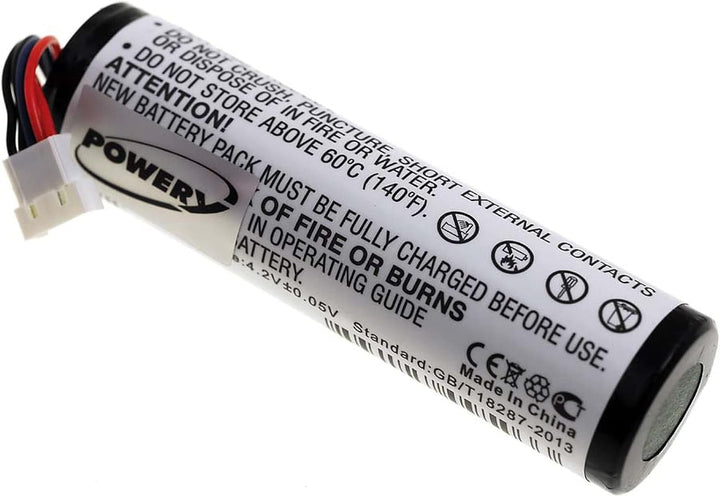 DO NOT CRUSH, PUNCTURE, SHORT EXTERNAL CONTACTS
OR DISPOSE OF IN FIRE OR WATER.
DO NOT STORE ABOVE 60°C (140°F).
ATTENTION!
NEW BATTERY PACK MUST BE FULLY CHARGED BEFORE USE.
OF FIRE OR BURNS
IN OPERATING GUIDE
BATTERY.
:4.2V±0.05V
Standard:GB/T18287-2013
CE
Made In China
POWERY